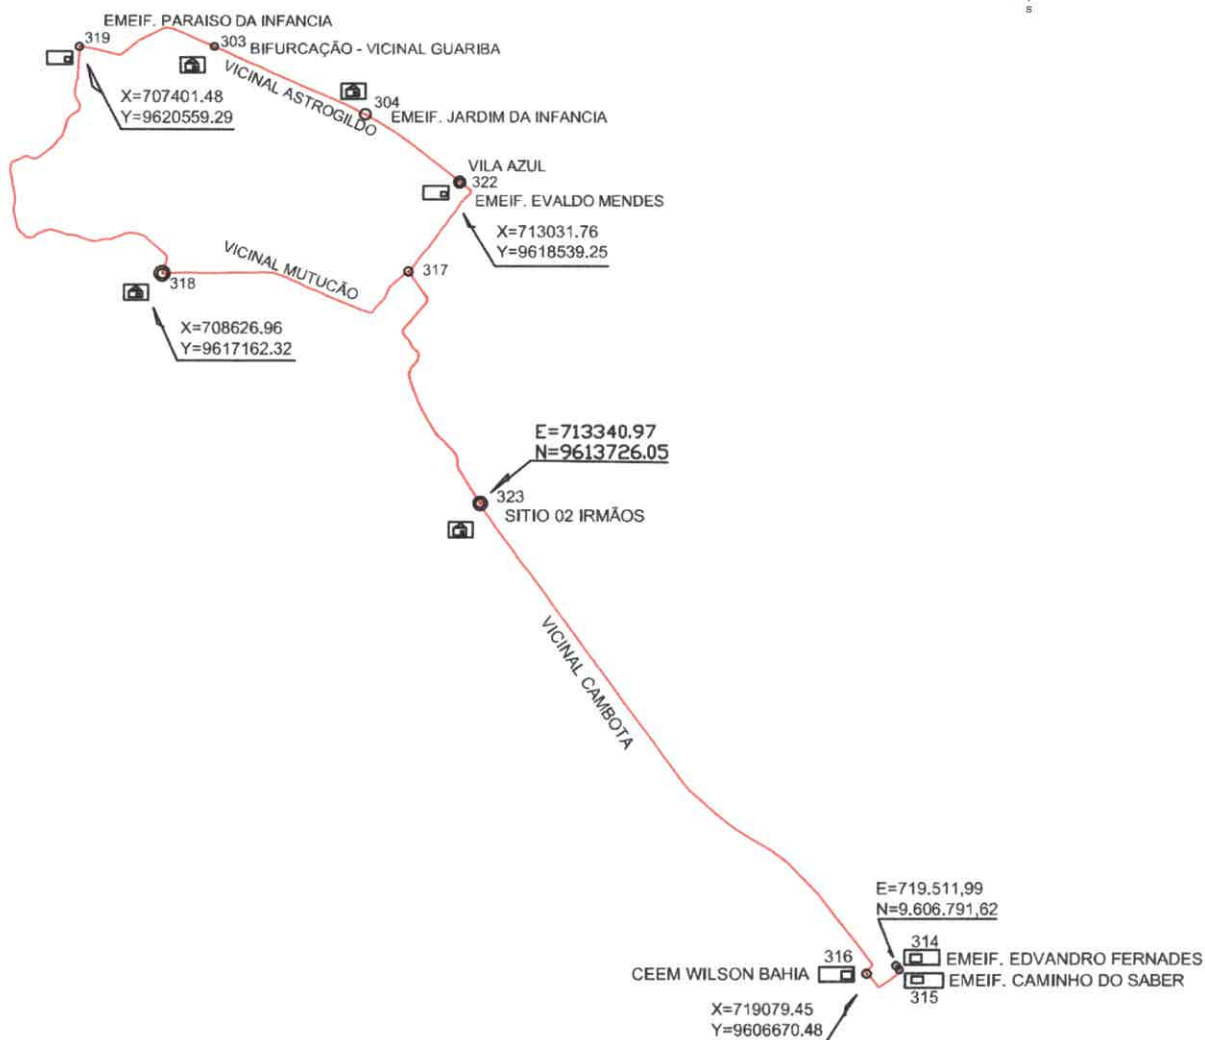 s
EMEIF. PARAISO DA INFANCIA
319
303
BIFURCAÇÃO - VICINAL GUARIBA
X=707401.48
Y=9620559.29
VICINAL ASTROGILDO
304
EMEIF. JARDIM DA INFANCIA
VILA AZUL
322
EMEIF. EVALDO MENDES
X=713031.76
Y=9618539.25
VICINAL MUTUCÃO
317
318
X=708626.96
Y=9617162.32
E=713340.97
N=9613726.05
323
SITIO 02 IRMÃOS
VICINAL CAMBOTA
E=719.511,99
N=9.606.791,62
314
EMEIF. EDVANDRO FERNADES
316
CEEM WILSON BAHIA
EMEIF. CAMINHO DO SABER
315
X=719079.45
Y=9606670.48